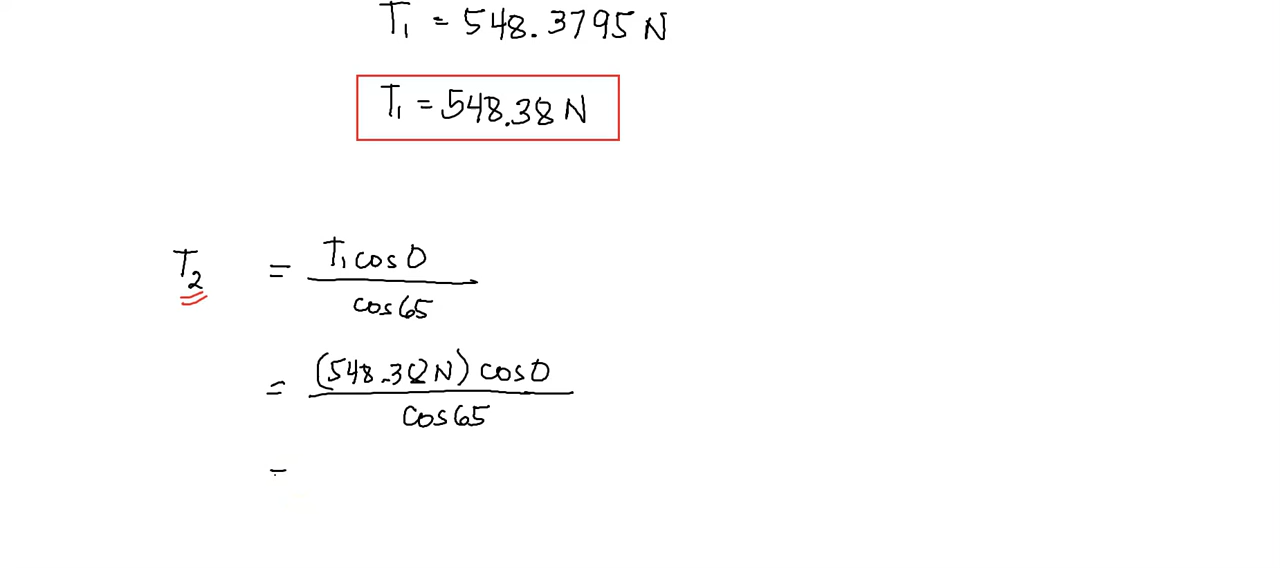 T₁ = 548.3795 N
T₁ = 548.38 N
T₂ = T₁ cos 0
cos 65
= (548.38 N) cos 0
cos 65
=